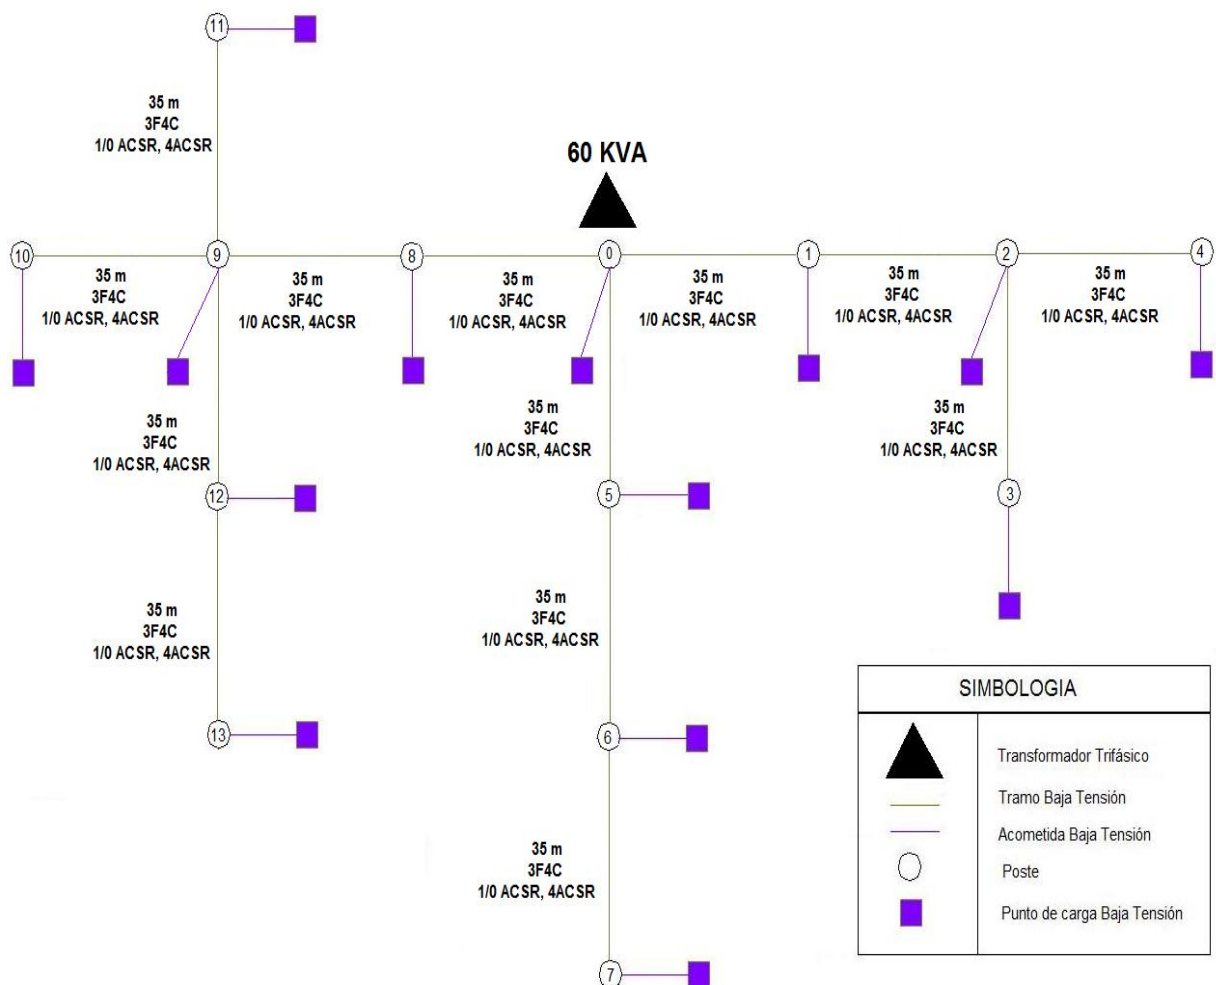 11
35 m
3F4C
1/0 ACSR, 4ACSR
60 KVA
10
9
8
0
1
2
4
35 m
3F4C
1/0 ACSR, 4ACSR
35 m
3F4C
1/0 ACSR, 4ACSR
35 m
3F4C
1/0 ACSR, 4ACSR
35 m
3F4C
1/0 ACSR, 4ACSR
35 m
3F4C
1/0 ACSR, 4ACSR
35 m
3F4C
1/0 ACSR, 4ACSR
35 m
3F4C
1/0 ACSR, 4ACSR
35 m
3F4C
1/0 ACSR, 4ACSR
35 m
3F4C
1/0 ACSR, 4ACSR
12
5
3
35 m
3F4C
1/0 ACSR, 4ACSR
35 m
3F4C
1/0 ACSR, 4ACSR
13
6
35 m
3F4C
1/0 ACSR, 4ACSR
7
SIMBOLOGIA
Transformador Trifásico
Tramo Baja Tensión
Acometida Baja Tensión
Poste
Punto de carga Baja Tensión